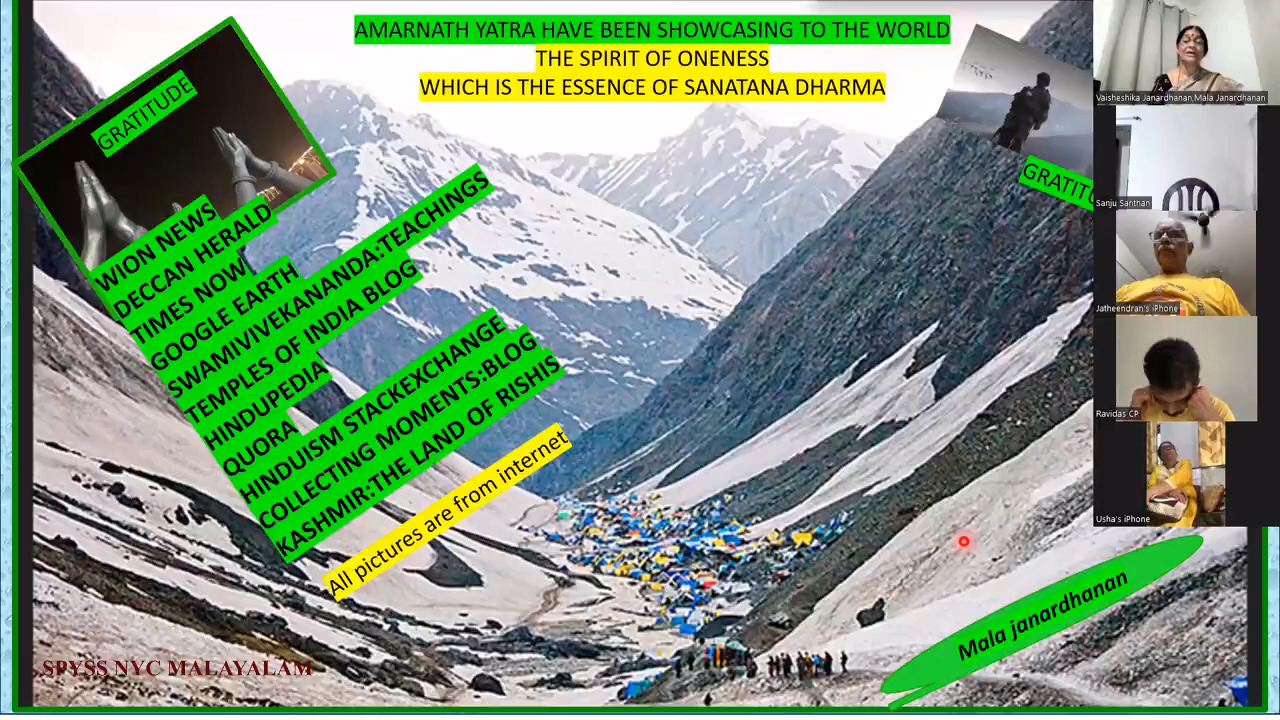 AMARNATH YATRA HAVE BEEN SHOWCASING TO THE WORLD
THE SPIRIT OF ONENESS
WHICH IS THE ESSENCE OF SANATANA DHARMA
GRATITUDE
WION NEWS
DECCAN HERALD
TIMES NOW
GOOGLE EARTH
SWAMIVIVEKANANDA:TEACHINGS
TEMPLES OF INDIA BLOG
HINDUPEDIA
QUORA
HINDUISM STACKEXCHANGE
COLLECTING MOMENTS:BLOG
KASHMIR:THE LAND OF RISHIS
All pictures are from internet
GRATITU
Mala janardhanan
SPYSS NYC MALAYALAM
Vaisheshika Janardhanan,Mala Janardhanan
Sanju Santhan
Jatheendran's iPhone
Ravidas CP
Usha's iPhone